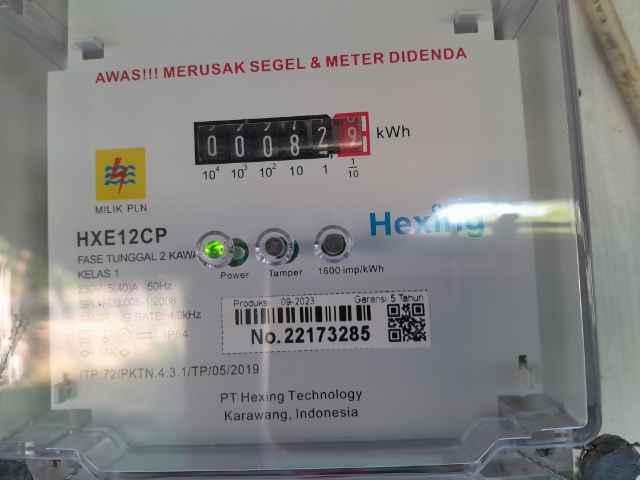 AWAS!!! MERUSAK SEGEL & METER DIDENDA
0 0 0 8 2 9 kWh
10⁴ 10³ 10² 10 1 1/10
MILIK PLN
HXE12CP
Hexing
FASE TUNGGAL 2 KAWA
KELAS 1
50Hz
Power Tamper 1600 imp/kWh
Produksi 09-2023 Garansi 5 Tahun
No.22173285
IP54
72/PKTN.4.3.1/TP/05/2019
PT Hexing Technology
Karawang, Indonesia